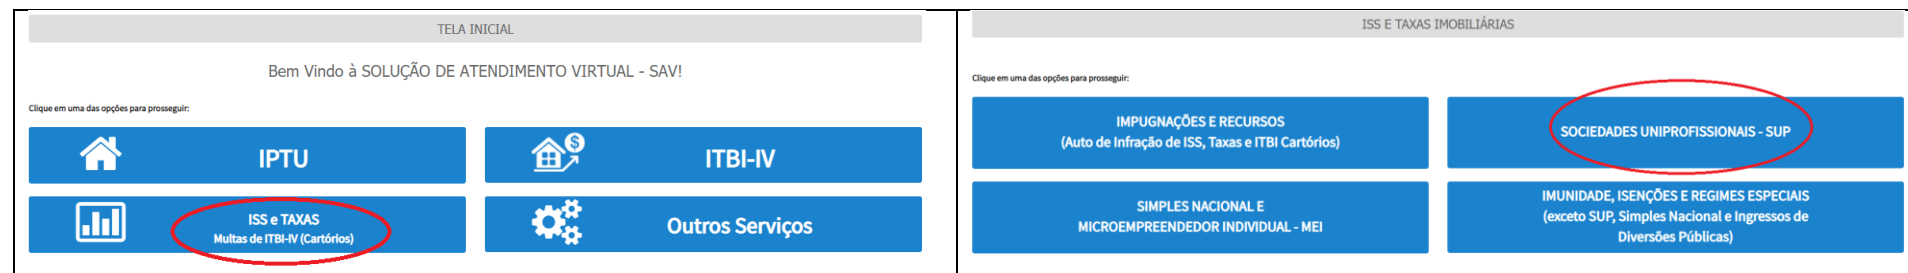 TELA INICIAL
Bem Vindo à SOLUÇÃO DE ATENDIMENTO VIRTUAL - SAV!
Clique em uma das opções para prosseguir:
IPTU
ITBI-IV
ISS e TAXAS
Multas de ITBI-IV (Cartórios)
Outros Serviços
ISS E TAXAS IMOBILIÁRIAS
Clique em uma das opções para prosseguir:
IMPUGNAÇÕES E RECURSOS
(Auto de Infração de ISS, Taxas e ITBI Cartórios)
SOCIEDADES UNIPROFISSIONAIS - SUP
SIMPLES NACIONAL E
MICROEMPREENDEDOR INDIVIDUAL - MEI
IMUNIDADE, ISENÇÕES E REGIMES ESPECIAIS
(exceto SUP, Simples Nacional e Ingressos de
Diversões Públicas)